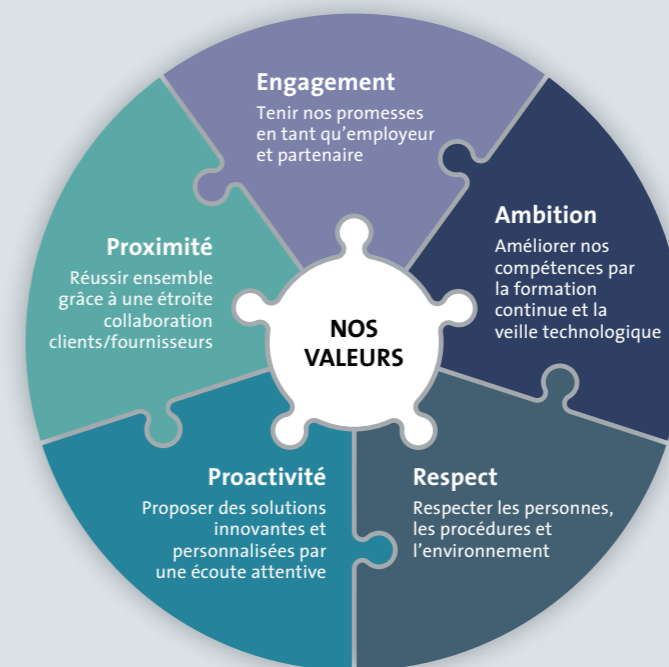 Engagement
Tenir nos promesses
en tant qu’employeur
et partenaire
Ambition
Améliorer nos
compétences par
la formation
continue et la
veille technologique
Proximité
Réussir ensemble
grâce à une étroite
collaboration
clients/fournisseurs
NOS
VALEURS
Proactivité
Proposer des solutions
innovantes et
personnalisées par
une écoute attentive
Respect
Respecter les personnes,
les procédures et
l’environnement